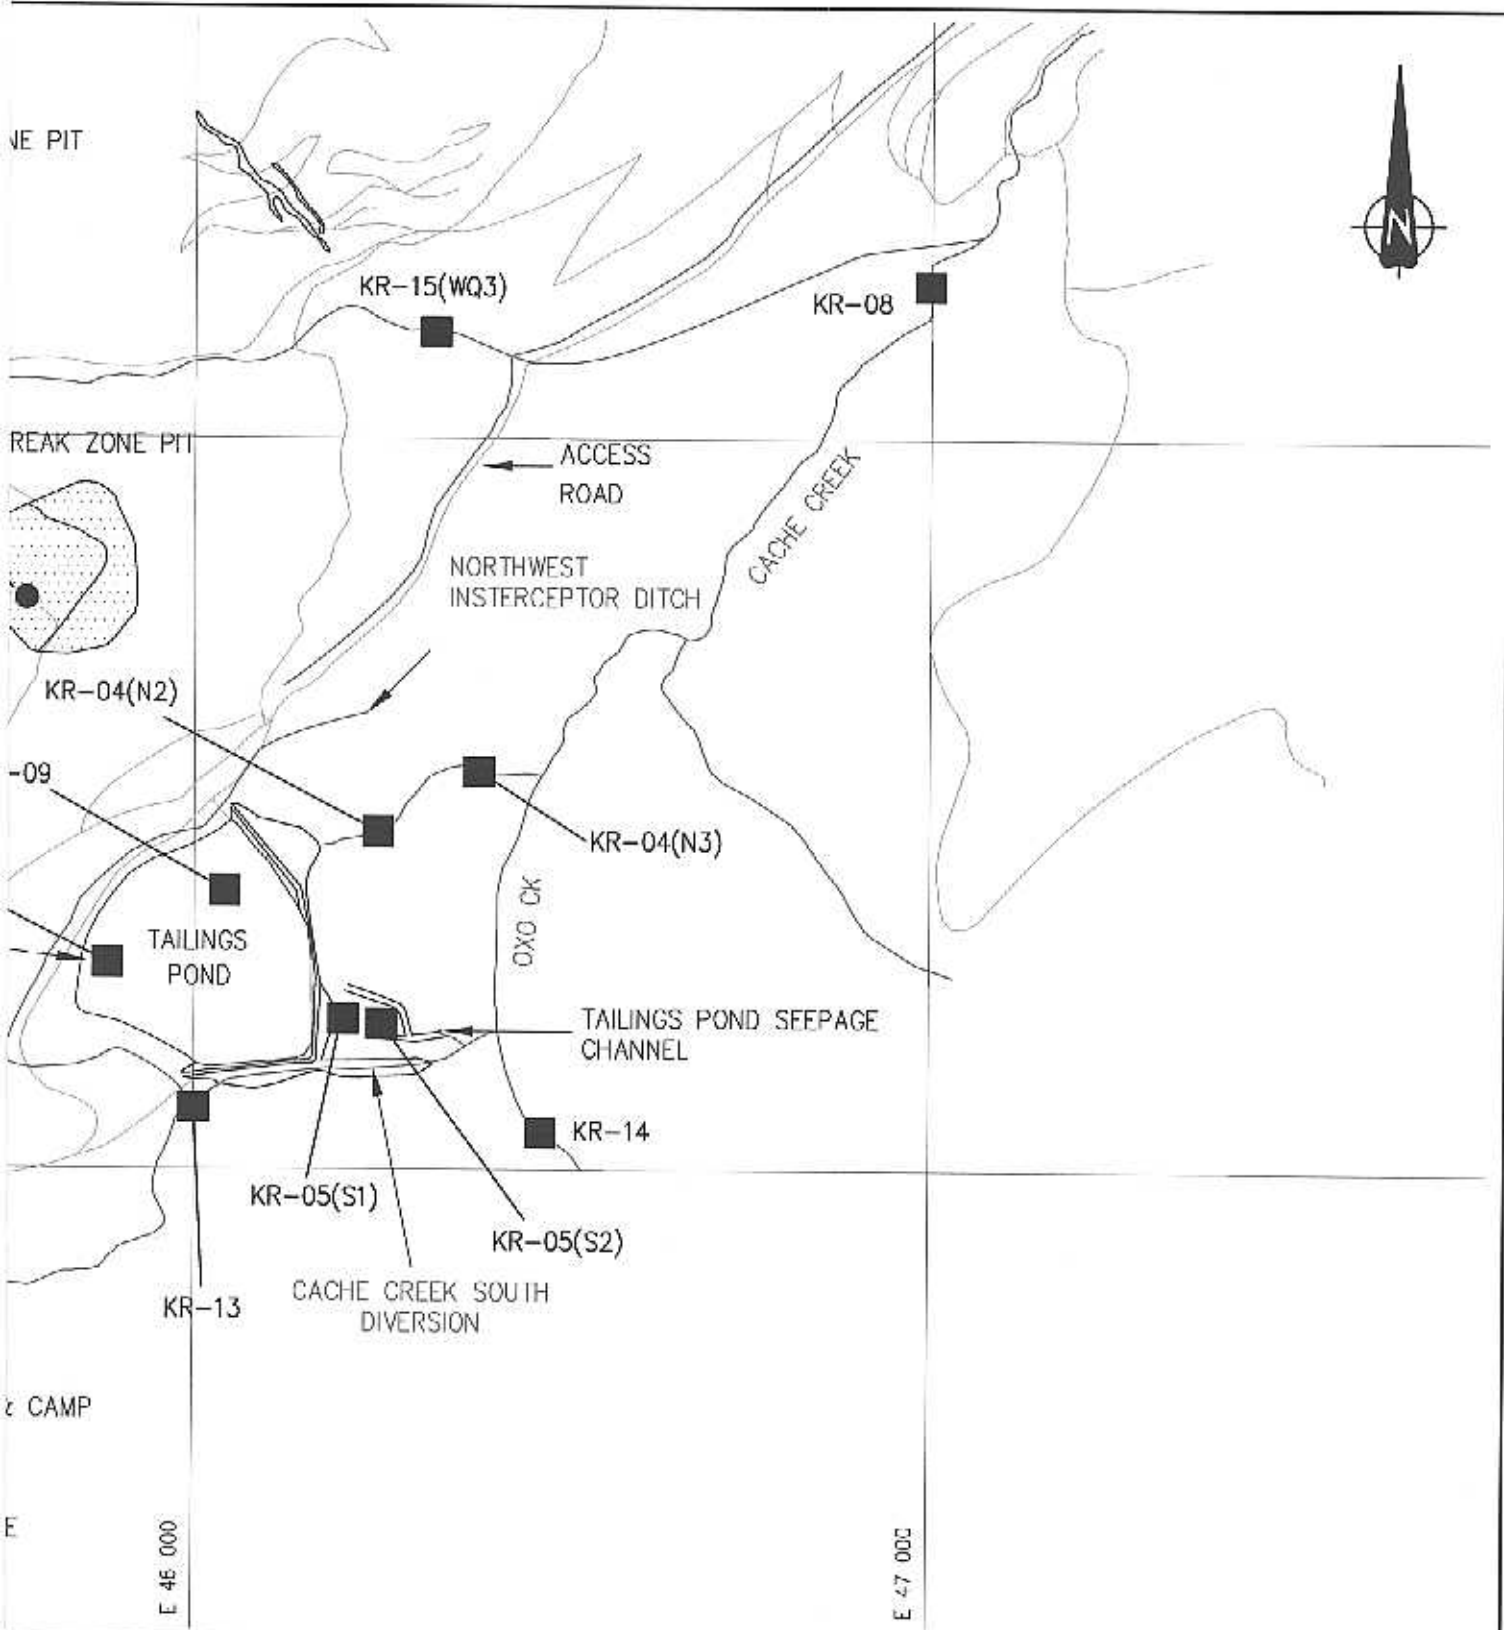 NE PIT
N
KR-15(WQ3)
KR-08
REAK ZONE PIT
ACCESS
ROAD
CACHE CREEK
NORTHWEST
INSTERCEPTOR DITCH
KR-04(N2)
-09
KR-04(N3)
OXO CK
TAILINGS
POND
TAILINGS POND SEEPAGE
CHANNEL
KR-14
KR-05(S1)
KR-05(S2)
CACHE CREEK SOUTH
DIVERSION
KR-13
& CAMP
E
E 46 000
E 47 000